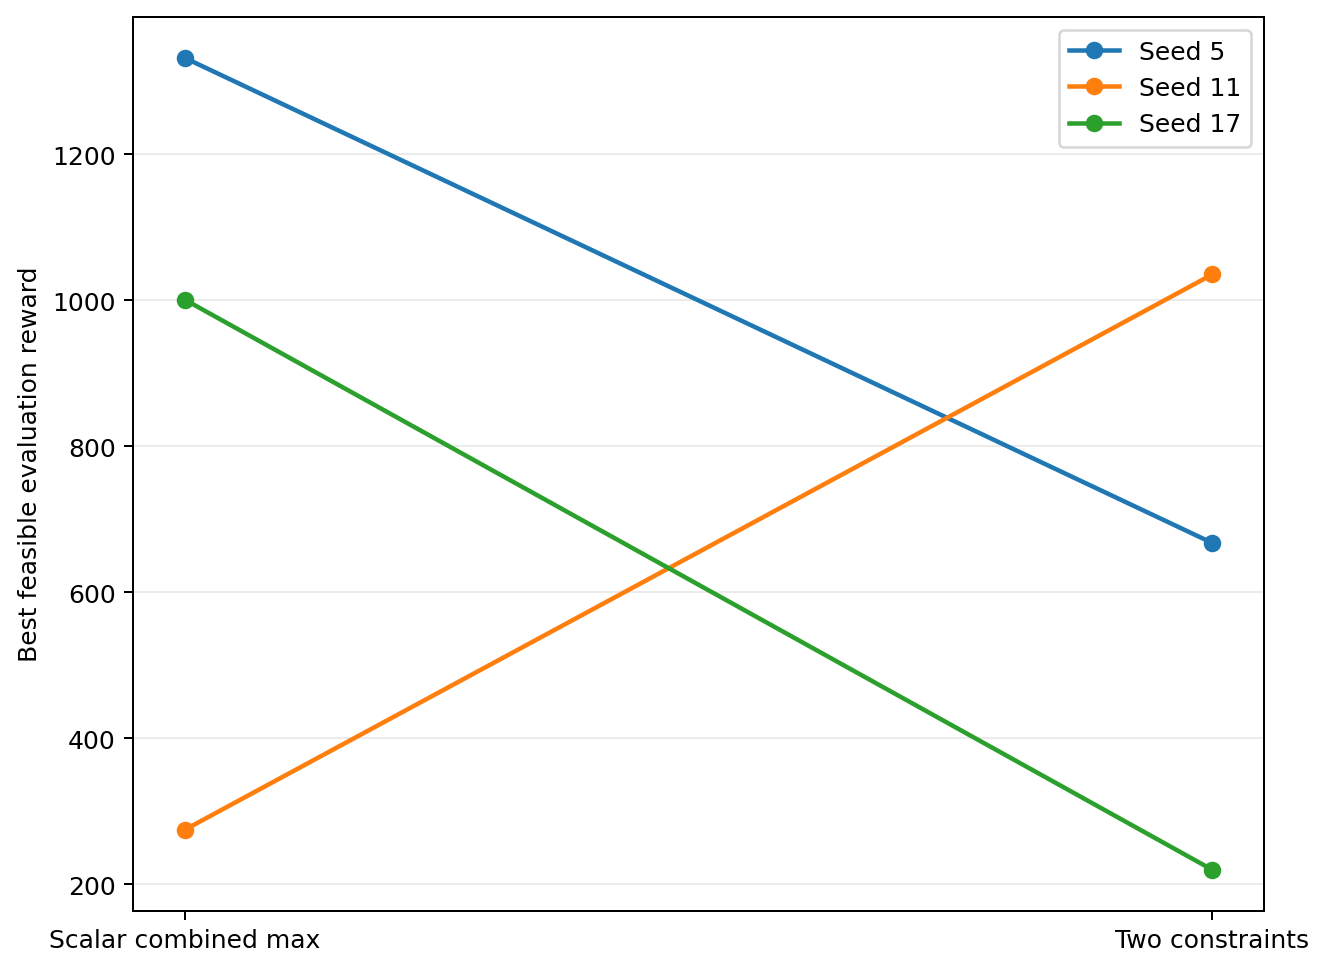 Seed 5
Seed 11
Seed 17
Best feasible evaluation reward
1200
1000
800
600
400
200
Scalar combined max
Two constraints